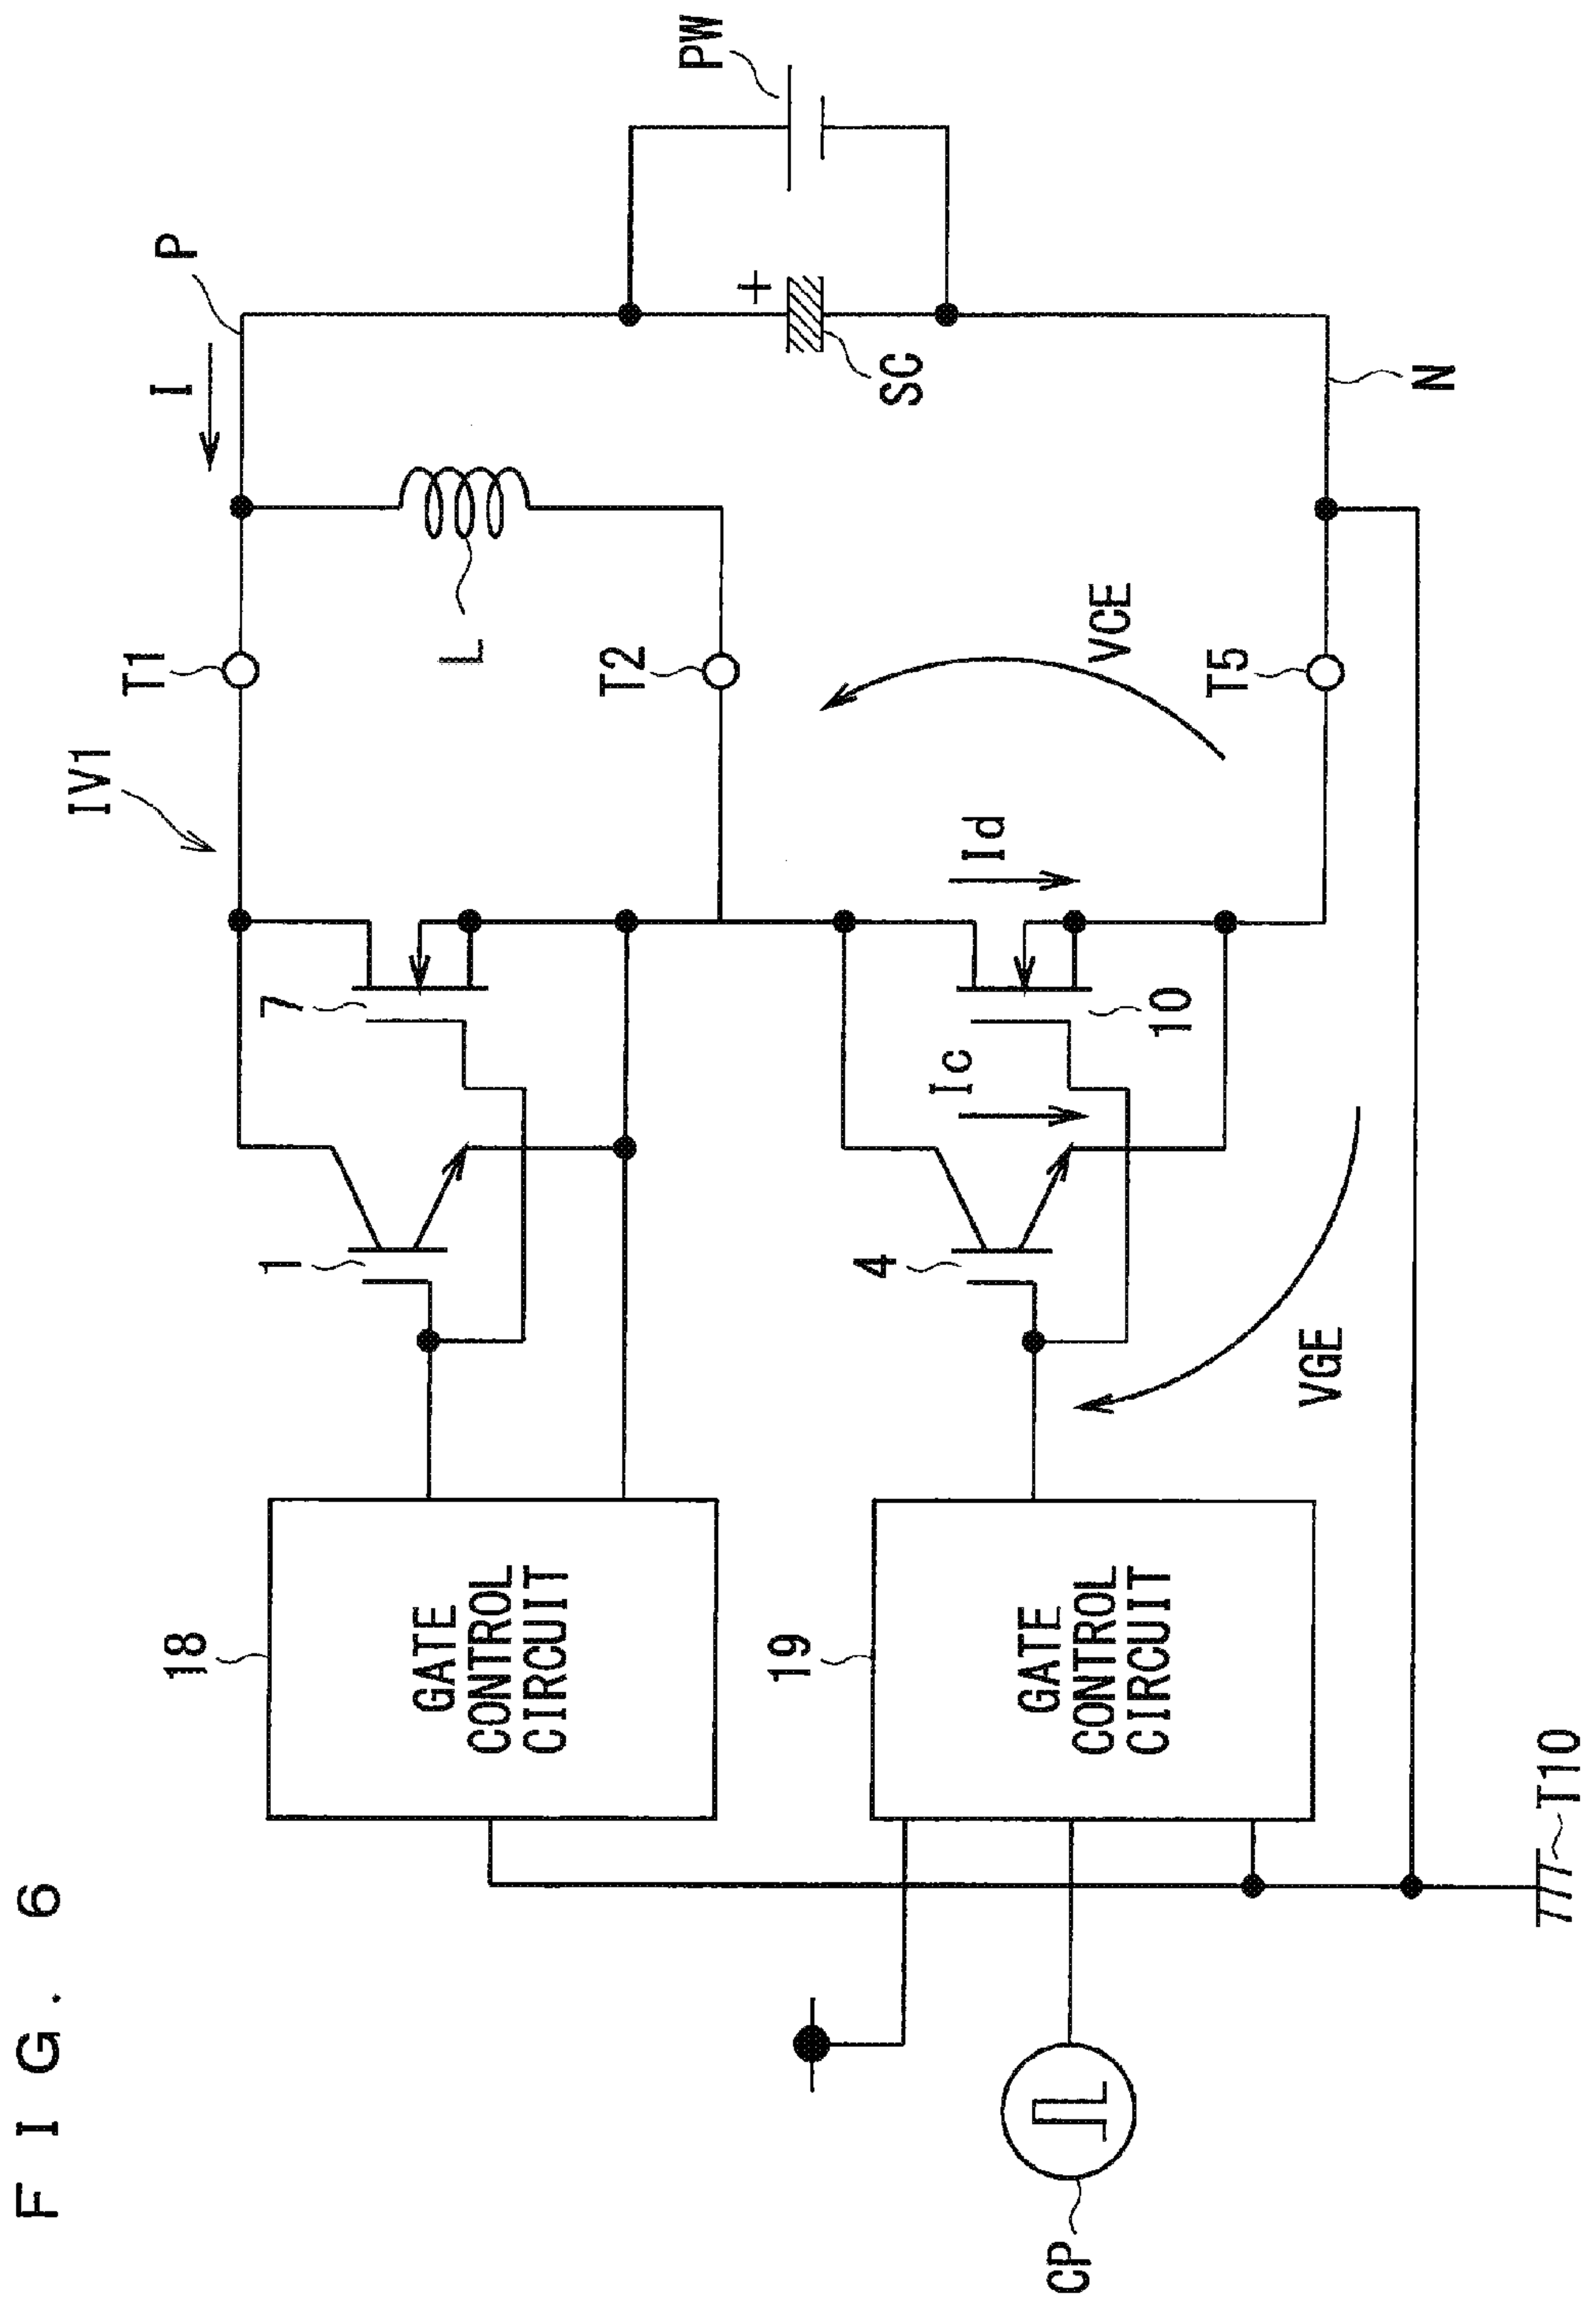 FIG. 6
IV1
T1
I
P
18
GATE
CONTROL
CIRCUIT
1
7
L
T2
PW
+
SC
19
GATE
CONTROL
CIRCUIT
4
Ic
10
Id
VCE
CP
VGE
T5
N
T10